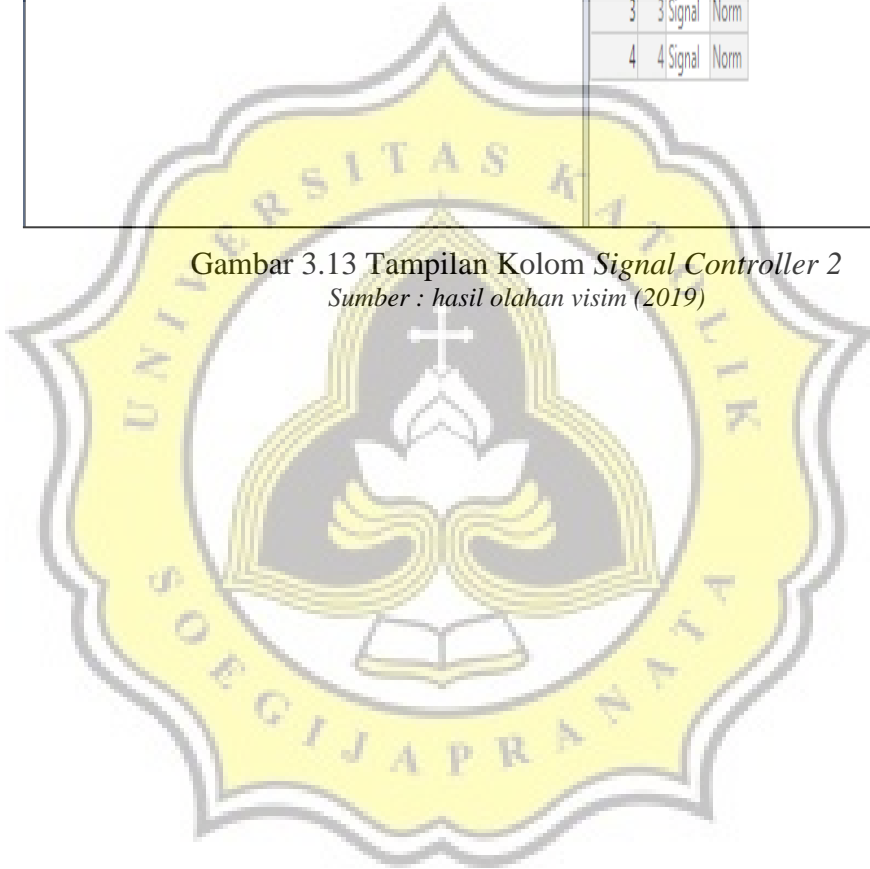 3 3 Signal Norm
4 4 Signal Norm
UNIVERSITAS KATOLIK
Gambar 3.13 Tampilan Kolom Signal Controller 2
Sumber : hasil olahan visim (2019)
SOEGIJAPRANATA